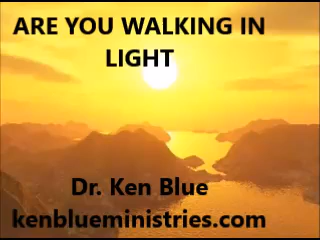 ARE YOU WALKING IN
LIGHT
Dr. Ken Blue
kenblueministries.com